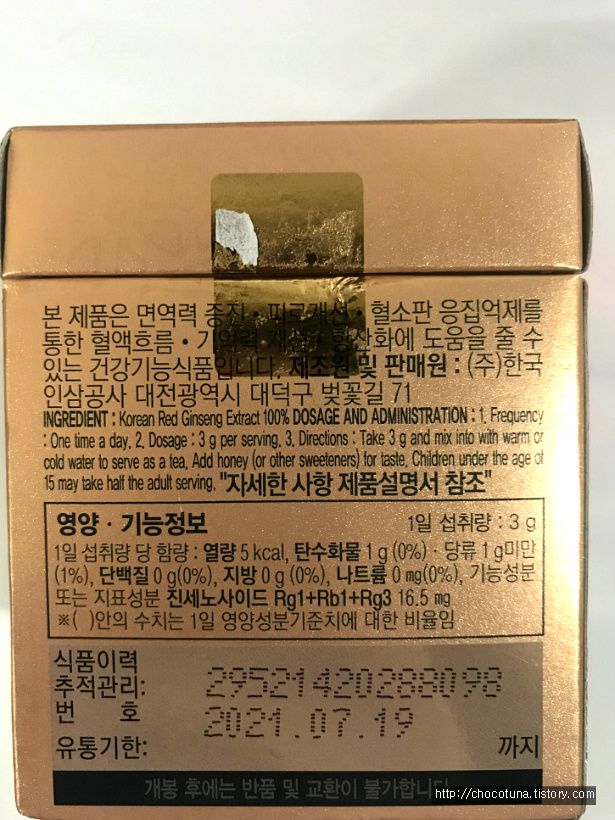 본 제품은 면역력 증진 · 피로개선 · 혈소판 응집억제를
통한 혈액흐름 · 기억력 개선 · 항산화에 도움을 줄 수
있는 건강기능식품입니다. 제조원 및 판매원 : (주)한국
인삼공사 대전광역시 대덕구 벚꽃길 71
INGREDIENT : Korean Red Ginseng Extract 100% DOSAGE AND ADMINISTRATION : 1. Frequency
: One time a day, 2. Dosage : 3 g per serving, 3. Directions : Take 3 g and mix into with warm or
cold water to serve as a tea, Add honey (or other sweeteners) for taste, Children under the age of
15 may take half the adult serving. "자세한 사항 제품설명서 참조"
영양 · 기능정보 1일 섭취량 : 3 g
1일 섭취량 당 함량 : 열량 5 kcal, 탄수화물 1 g (0%) · 당류 1 g미만
(1%), 단백질 0 g(0%), 지방 0 g (0%), 나트륨 0 mg(0%), 기능성분
또는 지표성분 진세노사이드 Rg1+Rb1+Rg3 16.5 mg
※( )안의 수치는 1일 영양성분기준치에 대한 비율임
식품이력
추적관리: 29521420288098
번 호
2021.07.19
유통기한: 까지
개봉 후에는 반품 및 교환이 불가합니다
http://chocotuna.tistory.com